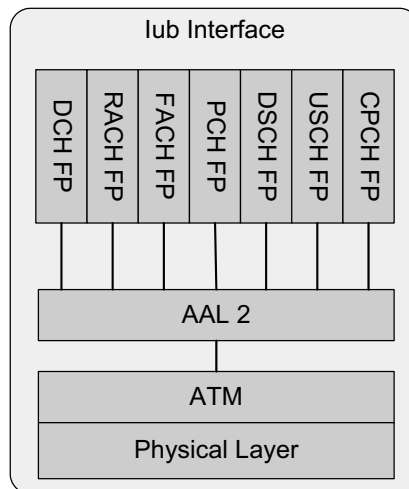 Iub Interface
DCH FP
RACH FP
FACH FP
PCH FP
DSCH FP
USCH FP
CPCH FP
AAL 2
ATM
Physical Layer